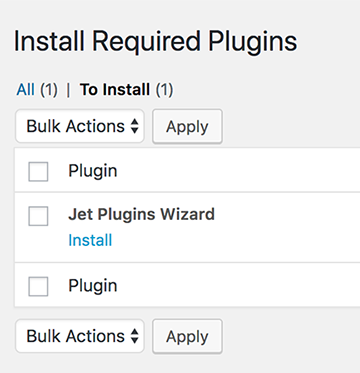 Install Required Plugins
All (1) | To Install (1)
Bulk Actions Apply
Plugin
Jet Plugins Wizard
Install
Plugin
Bulk Actions Apply